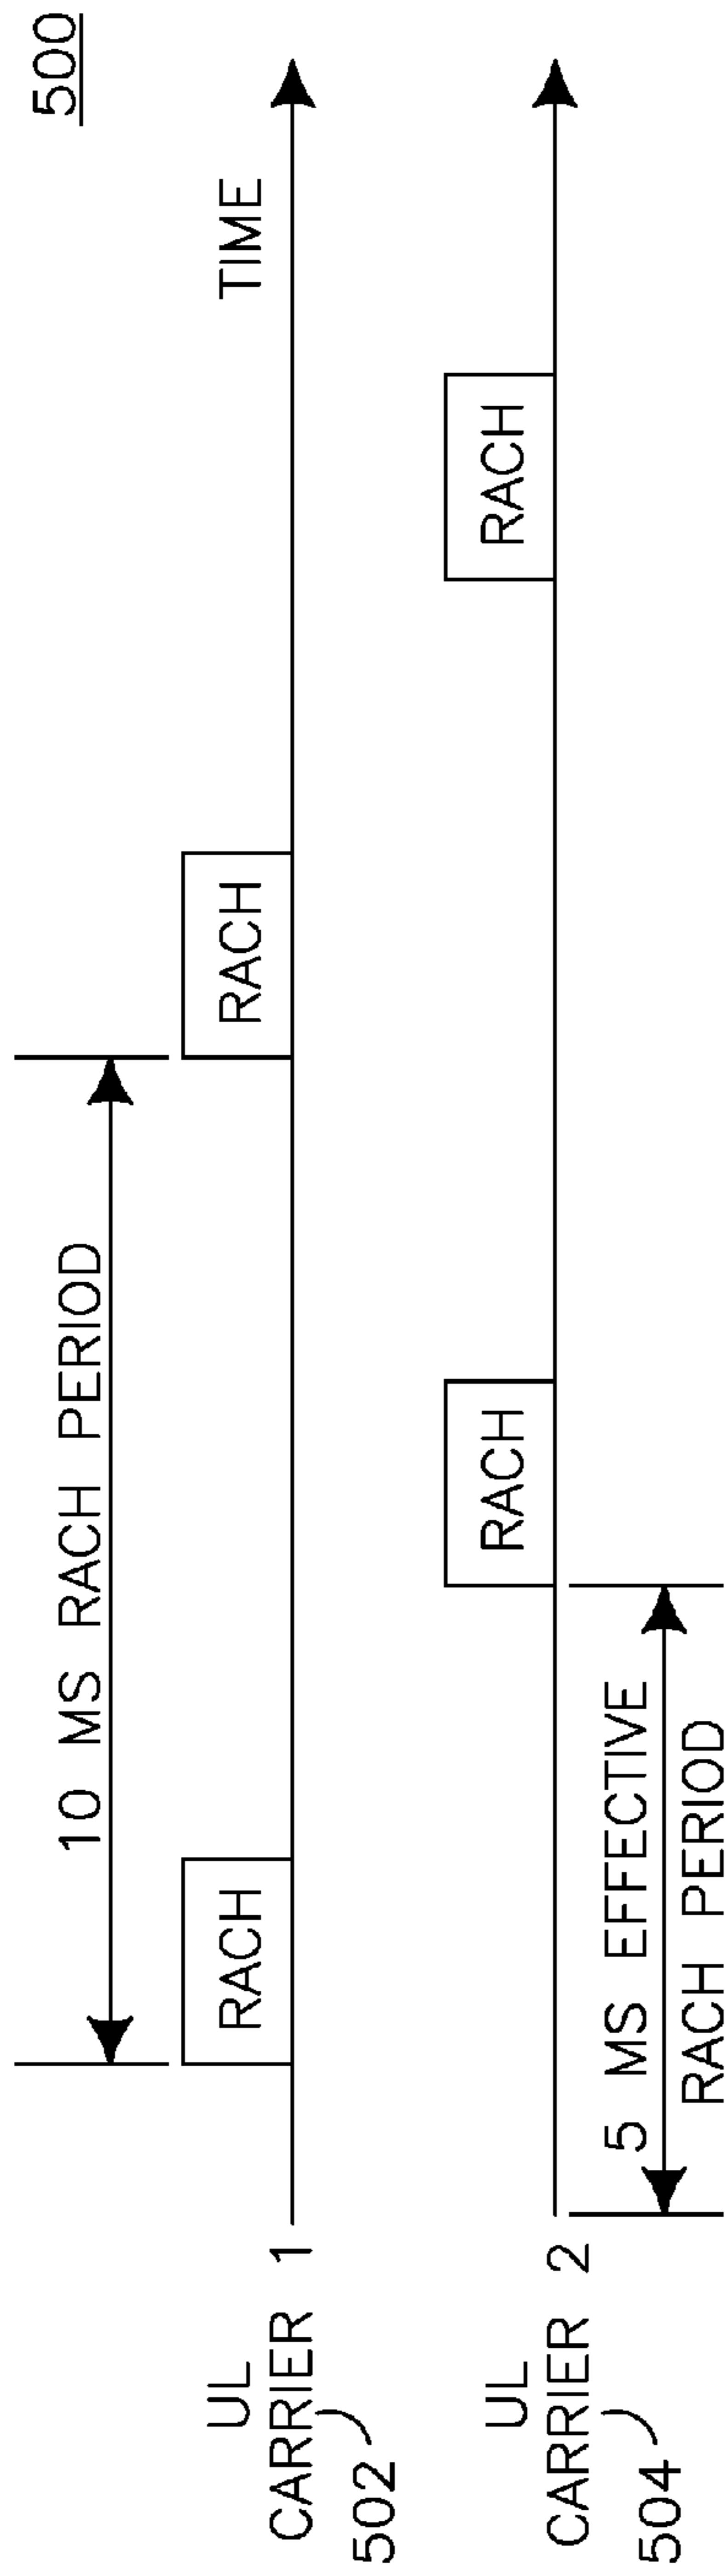 500
10 MS RACH PERIOD
TIME
UL
CARRIER 1
502
RACH
RACH
UL
CARRIER 2
504
RACH
RACH
5 MS EFFECTIVE
RACH PERIOD